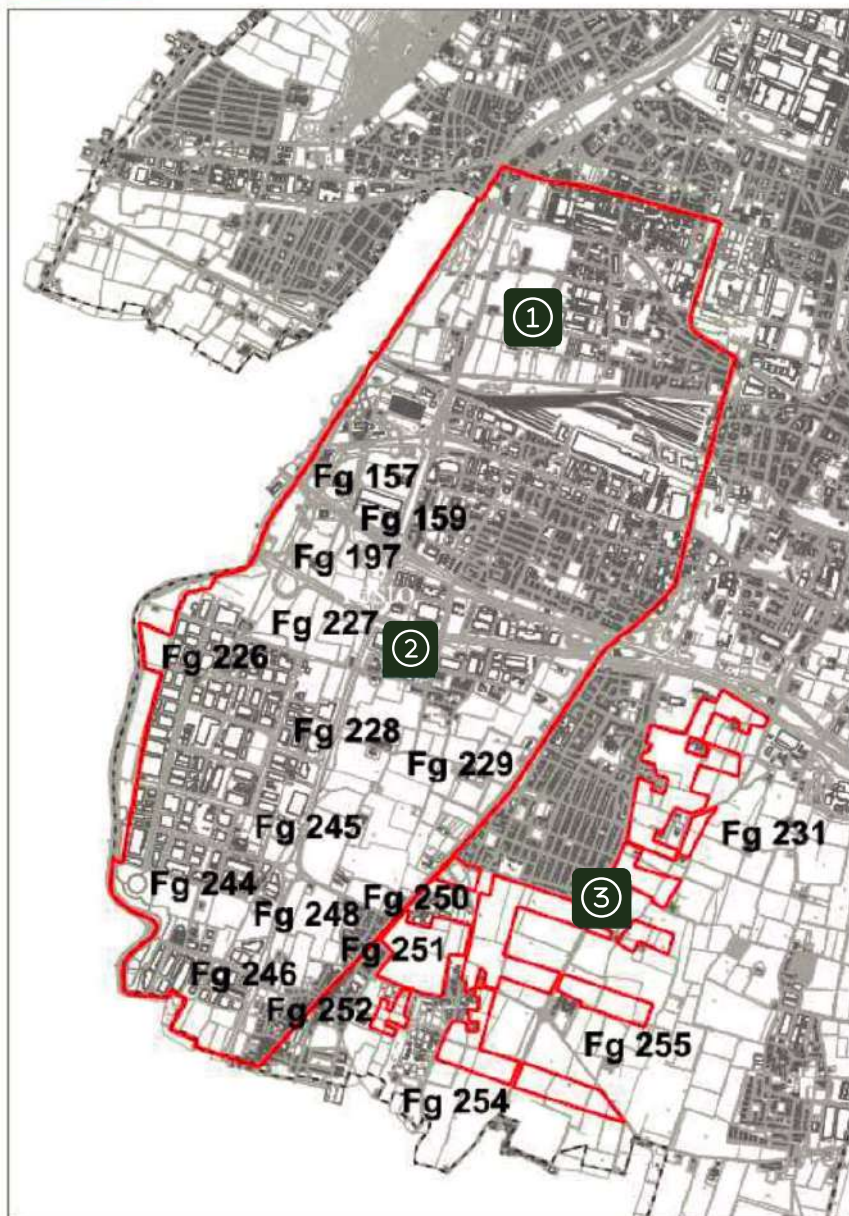 ①
Fg 157
Fg 159
Fg 197
Fg 227
②
Fg 226
Fg 228
Fg 229
Fg 245
Fg 231
Fg 244
Fg 250
③
Fg 248
Fg 251
Fg 246
Fg 252
Fg 255
Fg 254